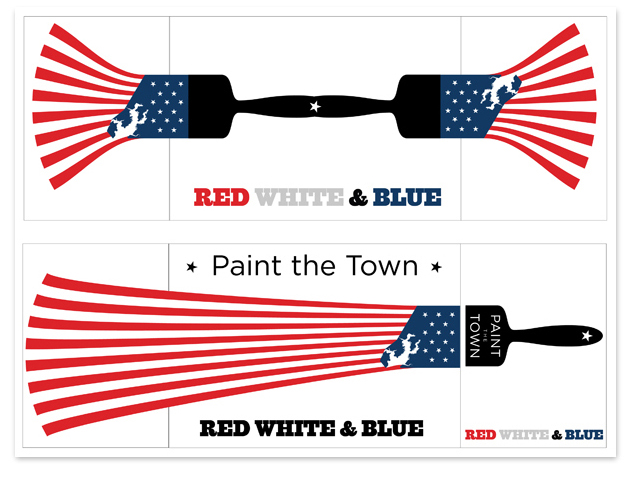 RED WHITE & BLUE
Paint the Town
PAINT
THE
TOWN
RED WHITE & BLUE
RED WHITE & BLUE